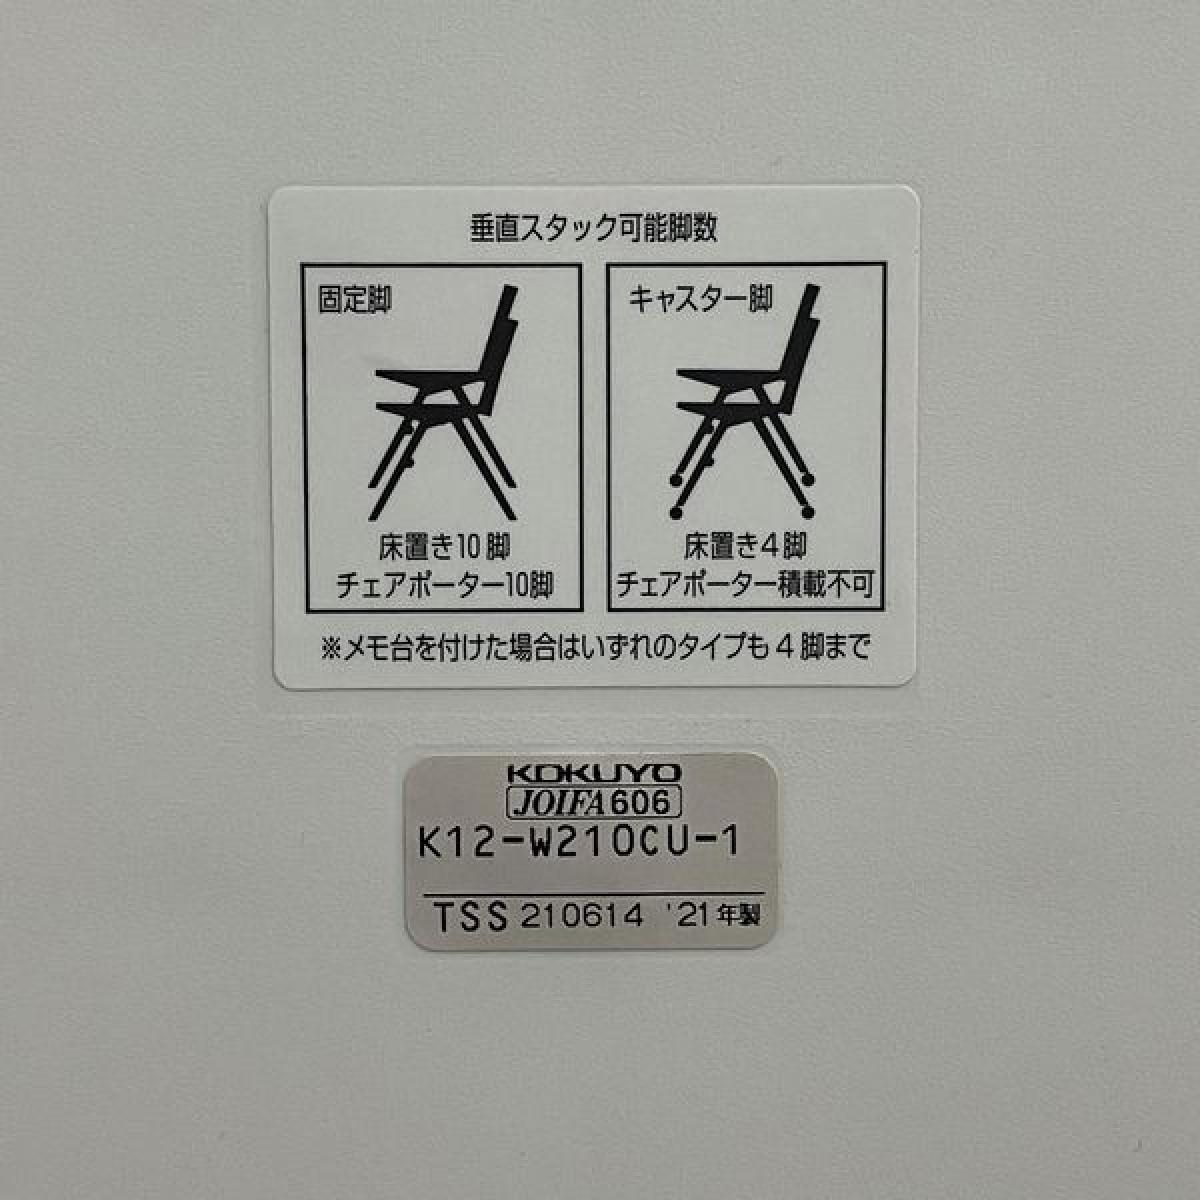 垂直スタック可能脚数
固定脚
床置き10脚
チェアポーター10脚
キャスター脚
床置き4脚
チェアポーター積載不可
※メモ台を付けた場合はいずれのタイプも4脚まで
KOKUYO
JOIFA606
K12-W210CU-1
TSS 210614 '21年製